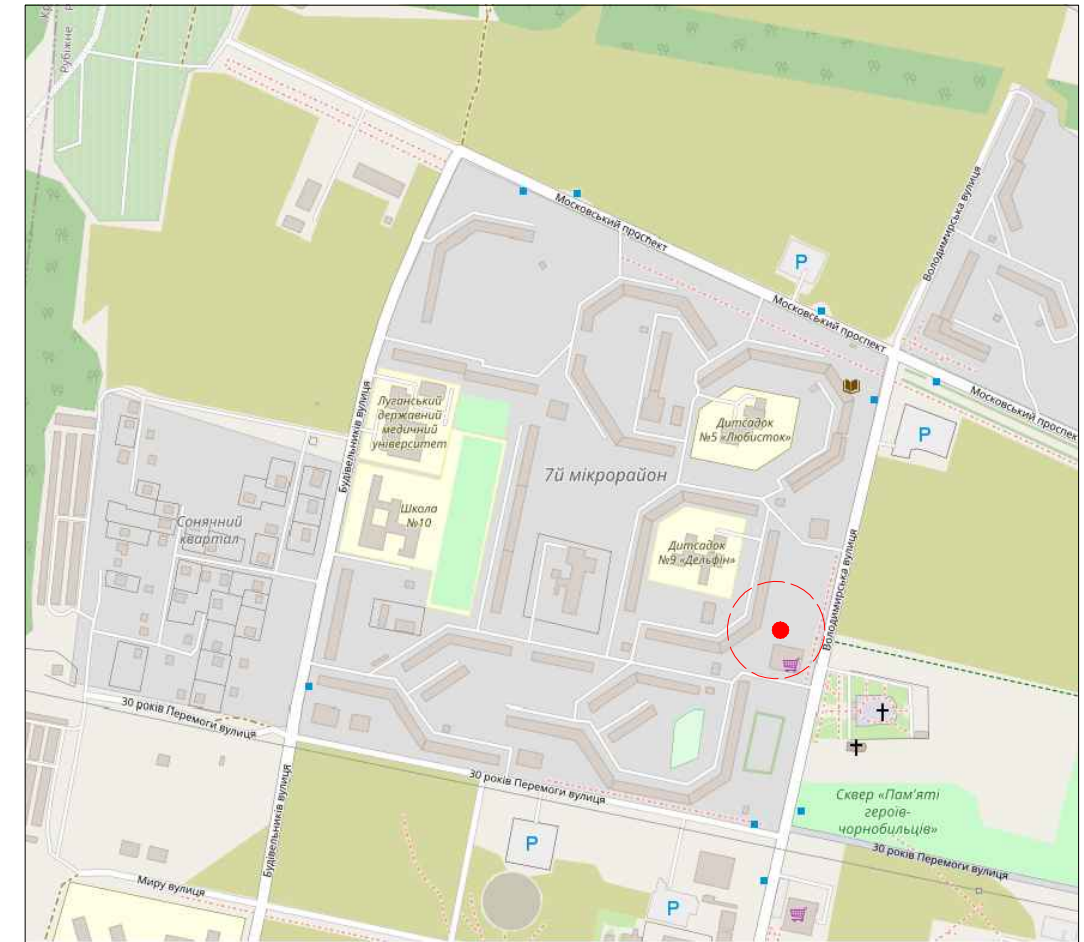 Рубіжне
Московський проспект
Володимирська вулиця
P
Московський проспект
Московський проспект
P
Будівельників вулиця
Луганський
державний
медичний
університет
Дитсадок
№5 «Любисток»
7й мікрорайон
Школа
№10
Сонячний
квартал
Дитсадок
№9 «Дельфін»
Володимирська вулиця
30 років Перемоги вулиця
30 років Перемоги вулиця
Будівельників вулиця
Сквер «Пам'яті
героїв-
чорнобильців»
P
30 років Перемоги вулиця
Миру вулиця
P